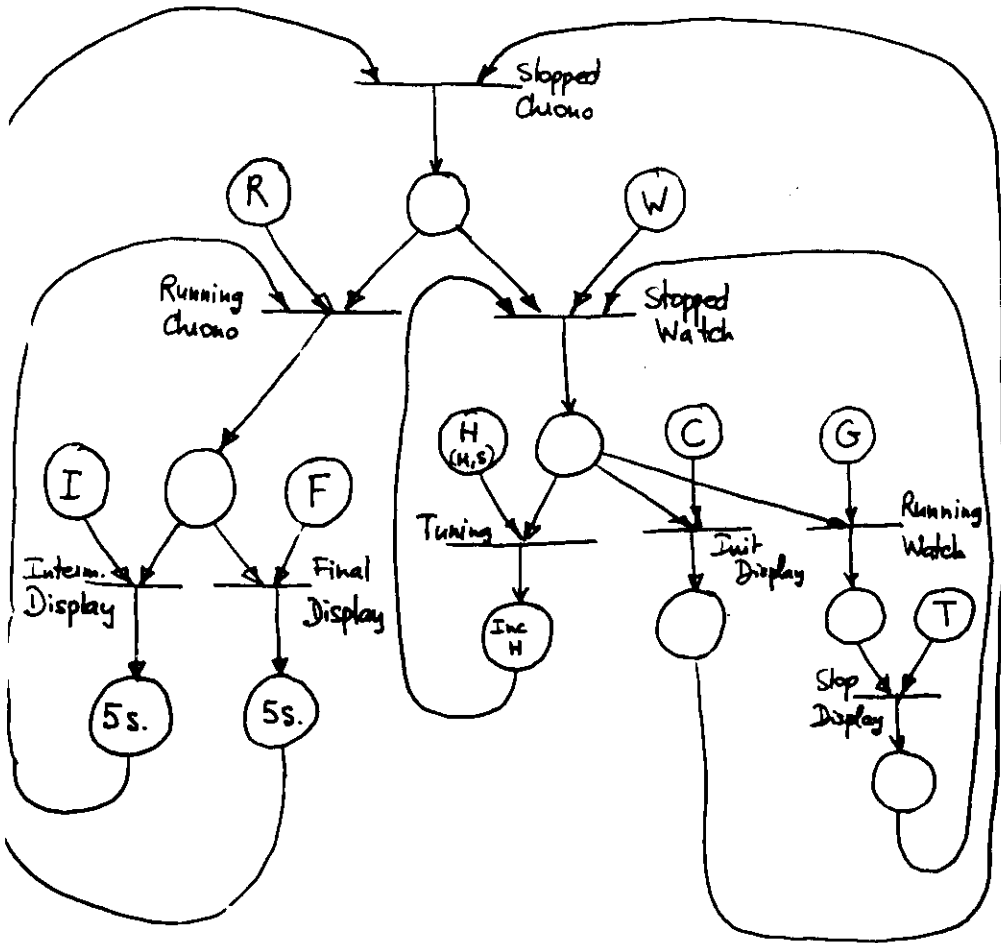 Stopped
Chrono
R
W
Running
Chrono
Stopped
Watch
I
F
H
(M,S)
C
G
Interm.
Display
Final
Display
Tuning
Init
Display
Running
Watch
5s.
5s.
Inc
H
T
Stop
Display